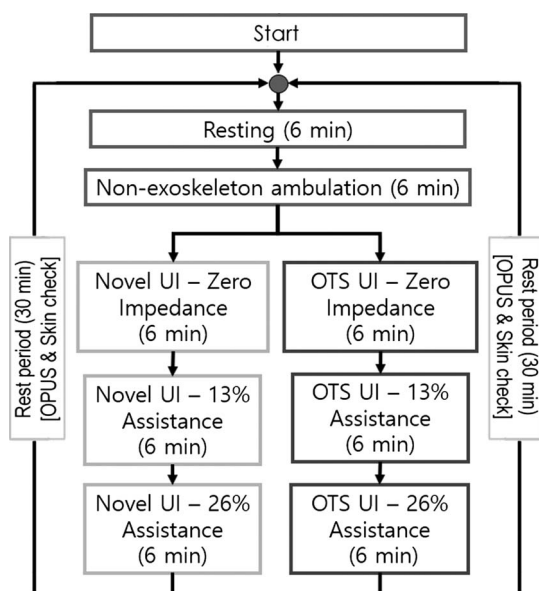 Start
Resting (6 min)
Non-exoskeleton ambulation (6 min)
Rest period (30 min)
[OPUS & Skin check]
Novel UI – Zero
Impedance
(6 min)
OTS UI – Zero
Impedance
(6 min)
Rest period (30 min)
[OPUS & Skin check]
Novel UI – 13%
Assistance
(6 min)
OTS UI – 13%
Assistance
(6 min)
Novel UI – 26%
Assistance
(6 min)
OTS UI – 26%
Assistance
(6 min)